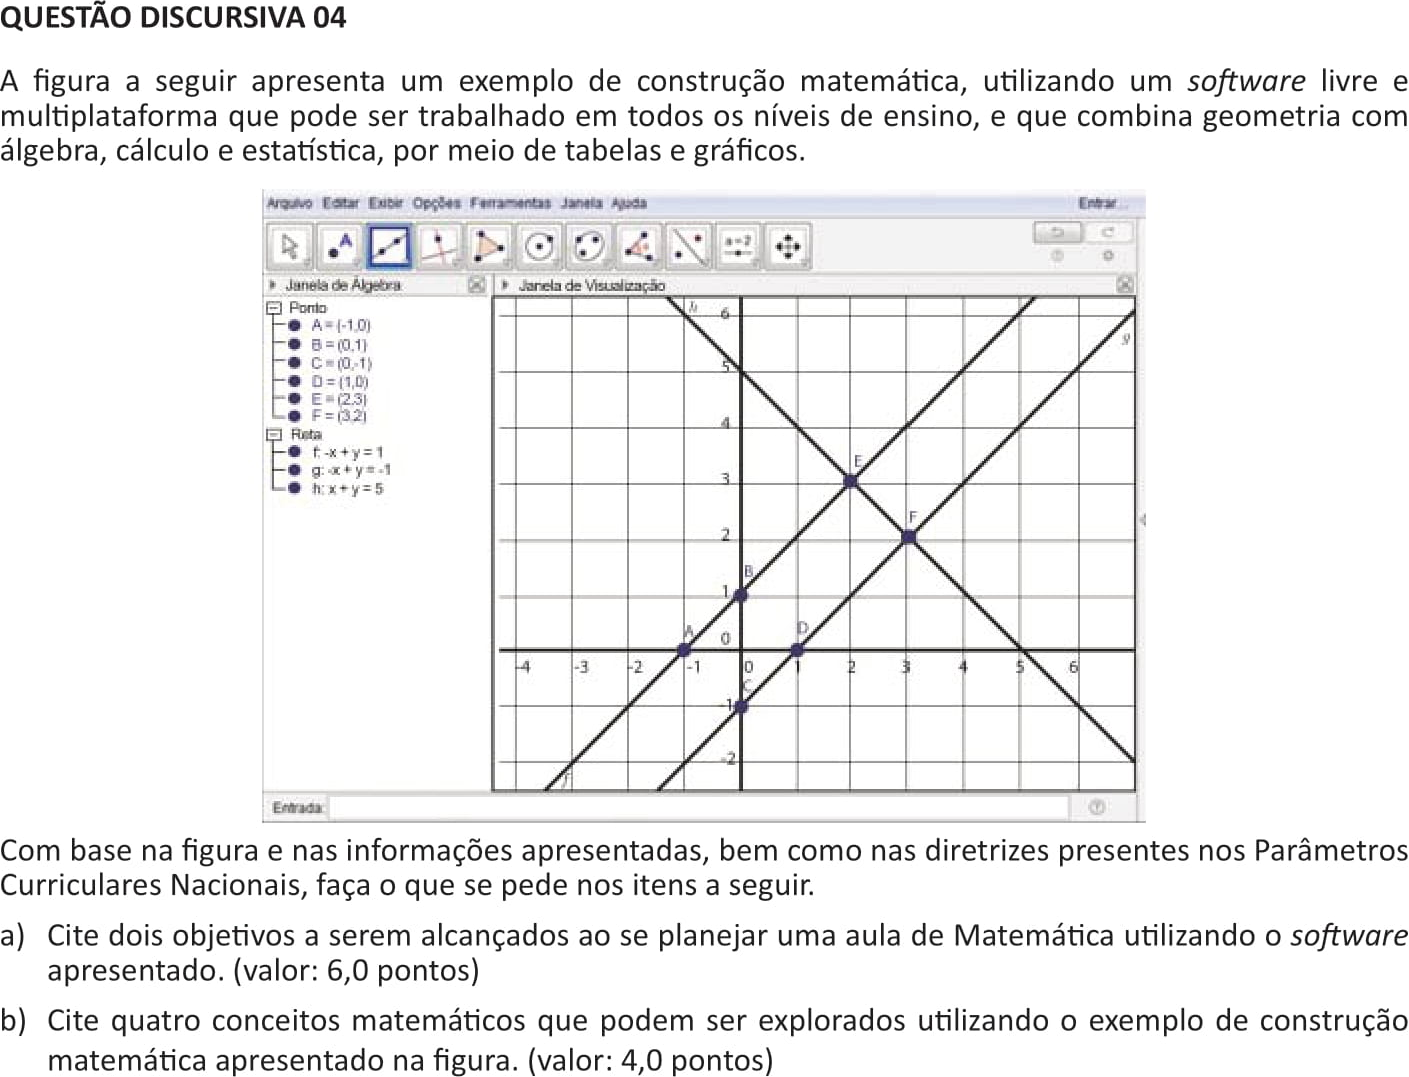 QUESTÃO DISCURSIVA 04
A figura a seguir apresenta um exemplo de construção matemática, utilizando um software livre e
multiplataforma que pode ser trabalhado em todos os níveis de ensino, e que combina geometria com
álgebra, cálculo e estatística, por meio de tabelas e gráficos.
Arquivo Editar Exibir Opções Ferramentas Janela Ajuda Entrar...
A a=2
Janela de Álgebra Janela de Visualização
Ponto
A = (-1,0)
B = (0,1)
C = (0,-1)
D = (1,0)
E = (2,3)
F = (3,2)
Reta
f: -x + y = 1
g: -x + y = -1
h: x + y = 5
h 6
g
5
4
E
3
F
2
B
1
A D
0
-4 -3 -2 -1 0 1 2 3 4 5 6
C
-1
-2
f
Entrada:
Com base na figura e nas informações apresentadas, bem como nas diretrizes presentes nos Parâmetros
Curriculares Nacionais, faça o que se pede nos itens a seguir.
a) Cite dois objetivos a serem alcançados ao se planejar uma aula de Matemática utilizando o software
apresentado. (valor: 6,0 pontos)
b) Cite quatro conceitos matemáticos que podem ser explorados utilizando o exemplo de construção
matemática apresentado na figura. (valor: 4,0 pontos)